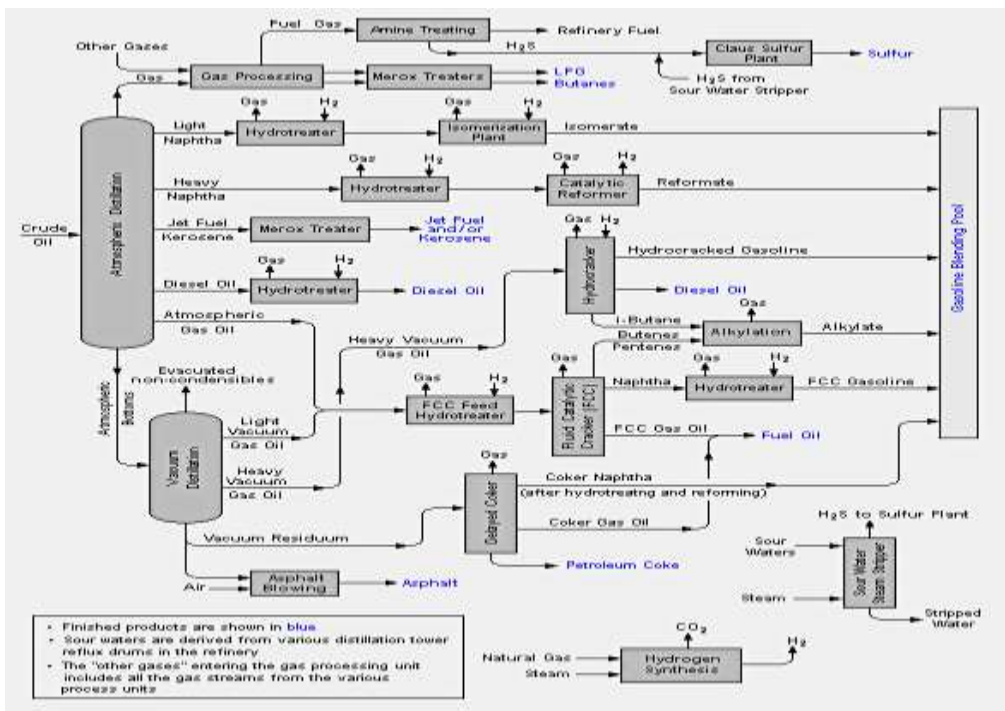 Fuel Gas
Amine Treating
Refinery Fuel
Other Gases
H2S
Claus Sulfur
Plant
Sulfur
Gas
Gas Processing
Merox Treaters
LPG
Butanes
H2S from
Sour Water Stripper
Gas
H2
Gas
H2
Light
Naphtha
Hydrotreater
Isomerization
Plant
Isomerate
Gas
H2
Gas
H2
Heavy
Naphtha
Hydrotreater
Catalytic
Reformer
Reformate
Crude
Oil
Atmospheric Distillation
Jet Fuel
Kerosene
Merox Treater
Jet Fuel
and/or
Kerosene
Gas
H2
Hydrocracked Gasoline
Gasoline Blending Pool
Gas
H2
Diesel Oil
Hydrotreater
Diesel Oil
Hydrocracker
Diesel Oil
Gas
Atmospheric
Gas Oil
i-Butane
Butenes
Pentenes
Alkylation
Alkylate
Heavy Vacuum
Gas Oil
Evacuated
non-condensibles
Atmospheric
Bottoms
Gas
H2
Gas
Gas
H2
Naphtha
Hydrotreater
FCC Gasoline
FCC Feed
Hydrotreater
Fluid Catalytic
Cracker (FCC)
Light
Vacuum
Gas Oil
FCC Gas Oil
Fuel Oil
Vacuum
Distillation
Heavy
Vacuum
Gas Oil
Gas
Coker Naphtha
(after hydrotreatng and reforming)
Delayed Coker
Coker Gas Oil
Vacuum Residuum
Petroleum Coke
H2S to Sulfur Plant
Sour
Waters
Sour Water
Steam Stripper
Steam
Stripped
Water
Air
Asphalt
Blowing
Asphalt
• Finished products are shown in blue
• Sour waters are derived from various distillation tower
reflux drums in the refinery
• The "other gases" entering the gas processing unit
includes all the gas streams from the various
process units
CO2
H2
Natural Gas
Steam
Hydrogen
Synthesis